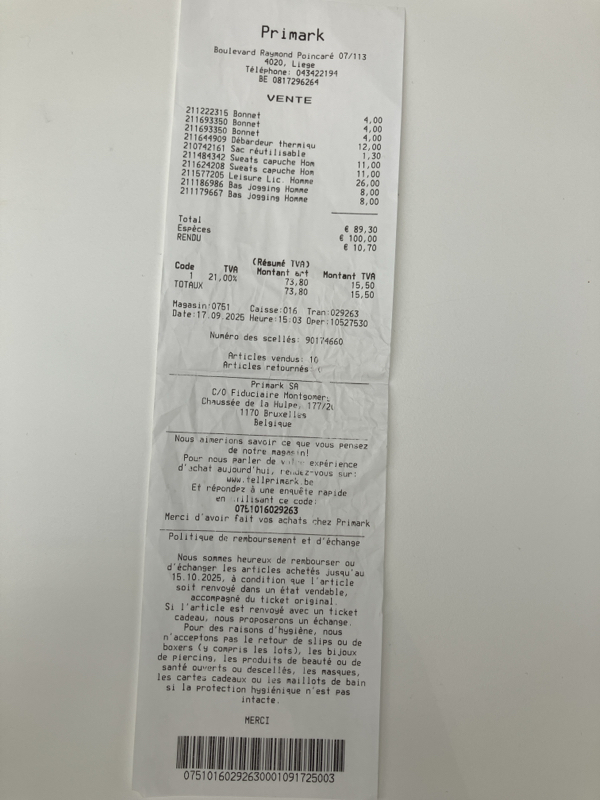 Primark
Boulevard Raymond Poincaré 07/113
4020, Liege
Téléphone: 043422194
BE 0817296264
VENTE
211222315 Bonnet 4,00
211693350 Bonnet 4,00
211693350 Bonnet 4,00
211644909 Débardeur thermiqu 12,00
210742161 Sac réutilisable 1,30
211484342 Sweats capuche Hom 11,00
211624208 Sweats capuche Hom 11,00
211577205 Leisure Lic. Homme 26,00
211186986 Bas jogging Homme 8,00
211179667 Bas jogging Homme 8,00
Total € 89,30
Espèces € 100,00
RENDU € 10,70
(Résumé TVA)
Code TVA Montant art Montant TVA
1 21,00% 73,80 15,50
TOTAUX 73,80 15,50
Magasin:0751 Caisse:016 Tran:029263
Date:17.09.2025 Heure:15:03 Oper:10527530
Numéro des scellés: 90174660
Articles vendus: 10
Articles retournés:
Primark SA
C/O Fiduciaire Montgomery
Chaussée de la Hulpe, 177/20
1170 Bruxelles
Belgique
Nous aimerions savoir ce que vous pensez
de notre magasin!
Pour nous parler de votre expérience
d'achat aujourd'hui, rendez-vous sur:
www.tellprimark.be
Et répondez à une enquête rapide
en utilisant ce code:
0751016029263
Merci d'avoir fait vos achats chez Primark
Politique de remboursement et d'échange
Nous sommes heureux de rembourser ou
d'échanger les articles achetés jusqu'au
15.10.2025, à condition que l'article
soit renvoyé dans un état vendable,
accompagné du ticket original.
Si l'article est renvoyé avec un ticket
cadeau, nous proposerons un échange.
Pour des raisons d'hygiène, nous
n'acceptons pas le retour de slips ou de
boxers (y compris les lots), les bijoux
de piercing, les produits de beauté ou de
santé ouverts ou descellés, les masques,
les cartes cadeaux ou les maillots de bain
si la protection hygiénique n'est pas
intacte.
MERCI
07510160292630001091725003